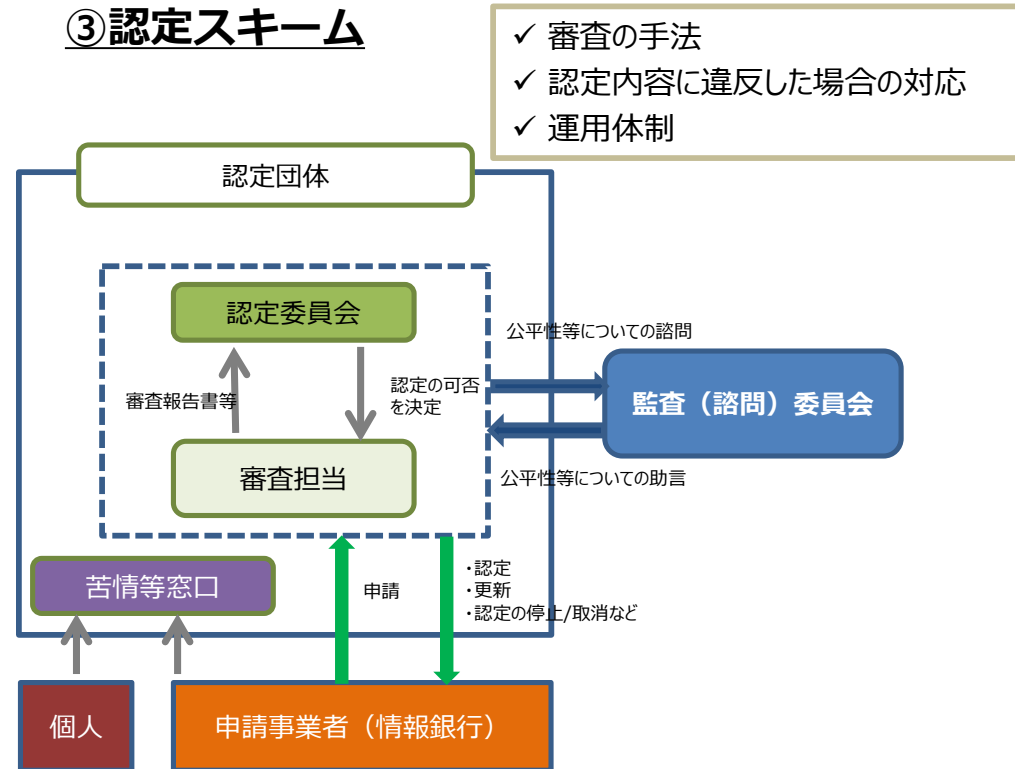 ③認定スキーム
✓ 審査の手法
✓ 認定内容に違反した場合の対応
✓ 運用体制
認定団体
認定委員会
公平性等についての諮問
審査報告書等
認定の可否
を決定
監査（諮問）委員会
審査担当
公平性等についての助言
苦情等窓口
申請
・認定
・更新
・認定の停止/取消など
個人
申請事業者（情報銀行）